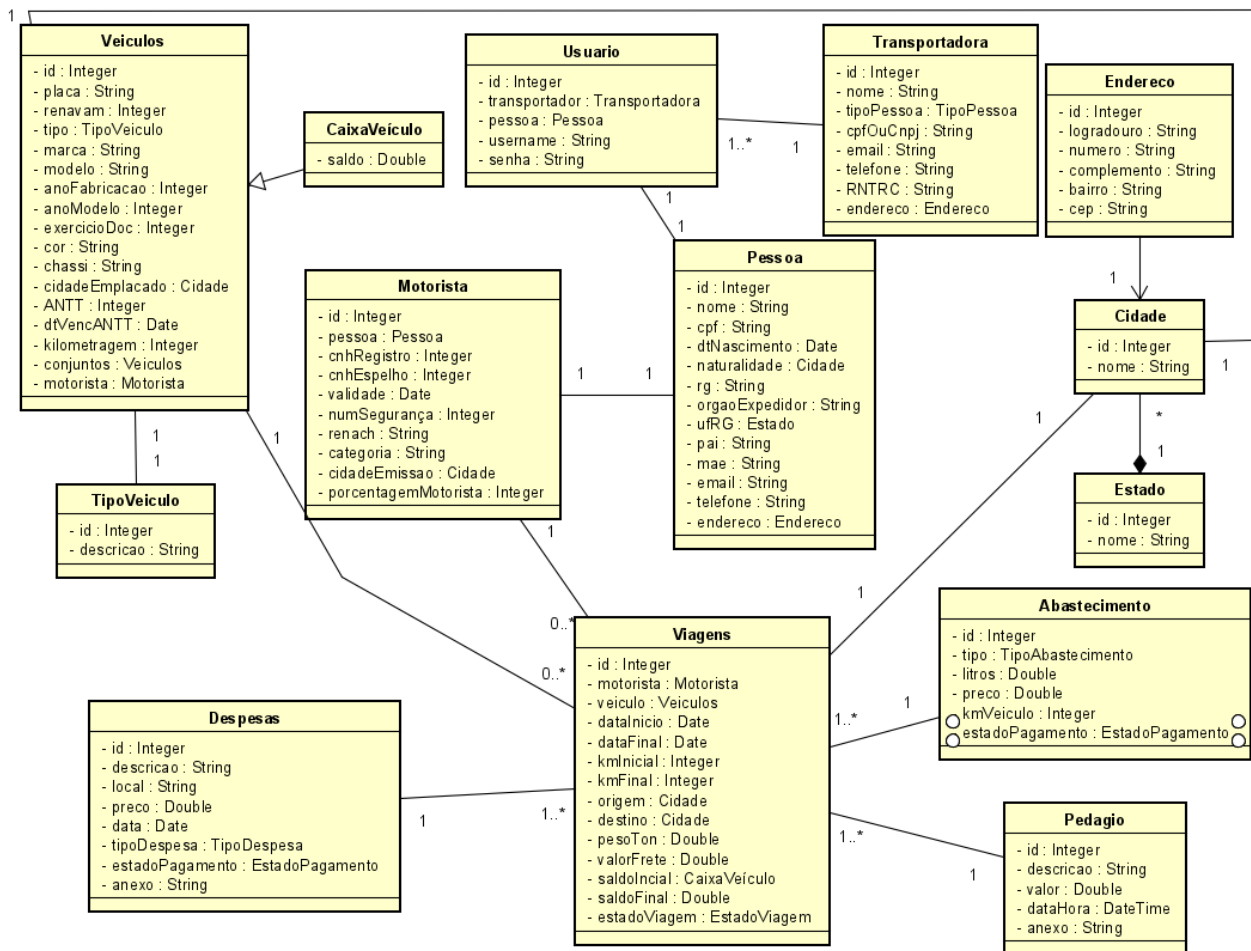 1
Veiculos
- id : Integer
- placa : String
- renavam : Integer
- tipo : TipoVeiculo
- marca : String
- modelo : String
- anoFabricacao : Integer
- anoModelo : Integer
- exercicioDoc : Integer
- cor : String
- chassi : String
- cidadeEmplacado : Cidade
- ANTT : Integer
- dtVencANTT : Date
- kilometragem : Integer
- conjuntos : Veiculos
- motorista : Motorista
CaixaVeículo
- saldo : Double
Usuario
- id : Integer
- transportador : Transportadora
- pessoa : Pessoa
- username : String
- senha : String
1..*
1
Transportadora
- id : Integer
- nome : String
- tipoPessoa : TipoPessoa
- cpfOuCnpj : String
- email : String
- telefone : String
- RNTRC : String
- endereco : Endereco
Endereco
- id : Integer
- logradouro : String
- numero : String
- complemento : String
- bairro : String
- cep : String
1
1
1
Motorista
- id : Integer
- pessoa : Pessoa
- cnhRegistro : Integer
- cnhEspelho : Integer
- validade : Date
- numSegurança : Integer
- renach : String
- categoria : String
- cidadeEmissao : Cidade
- porcentagemMotorista : Integer
1
1
Pessoa
- id : Integer
- nome : String
- cpf : String
- dtNascimento : Date
- naturalidade : Cidade
- rg : String
- orgaoExpedidor : String
- ufRG : Estado
- pai : String
- mae : String
- email : String
- telefone : String
- endereco : Endereco
Cidade
- id : Integer
- nome : String
1
1
*
1
Estado
- id : Integer
- nome : String
1
1
1
TipoVeiculo
- id : Integer
- descricao : String
1
0..*
0..*
1
Viagens
- id : Integer
- motorista : Motorista
- veiculo : Veiculos
- dataInicio : Date
- dataFinal : Date
- kmInicial : Integer
- kmFinal : Integer
- origem : Cidade
- destino : Cidade
- pesoTon : Double
- valorFrete : Double
- saldoIncial : CaixaVeículo
- saldoFinal : Double
- estadoViagem : EstadoViagem
Abastecimento
- id : Integer
- tipo : TipoAbastecimento
- litros : Double
- preco : Double
kmVeiculo : Integer
estadoPagamento : EstadoPagamento
1
1..*
Despesas
- id : Integer
- descricao : String
- local : String
- preco : Double
- data : Date
- tipoDespesa : TipoDespesa
- estadoPagamento : EstadoPagamento
- anexo : String
1
1..*
1..*
1
Pedagio
- id : Integer
- descricao : String
- valor : Double
- dataHora : DateTime
- anexo : String